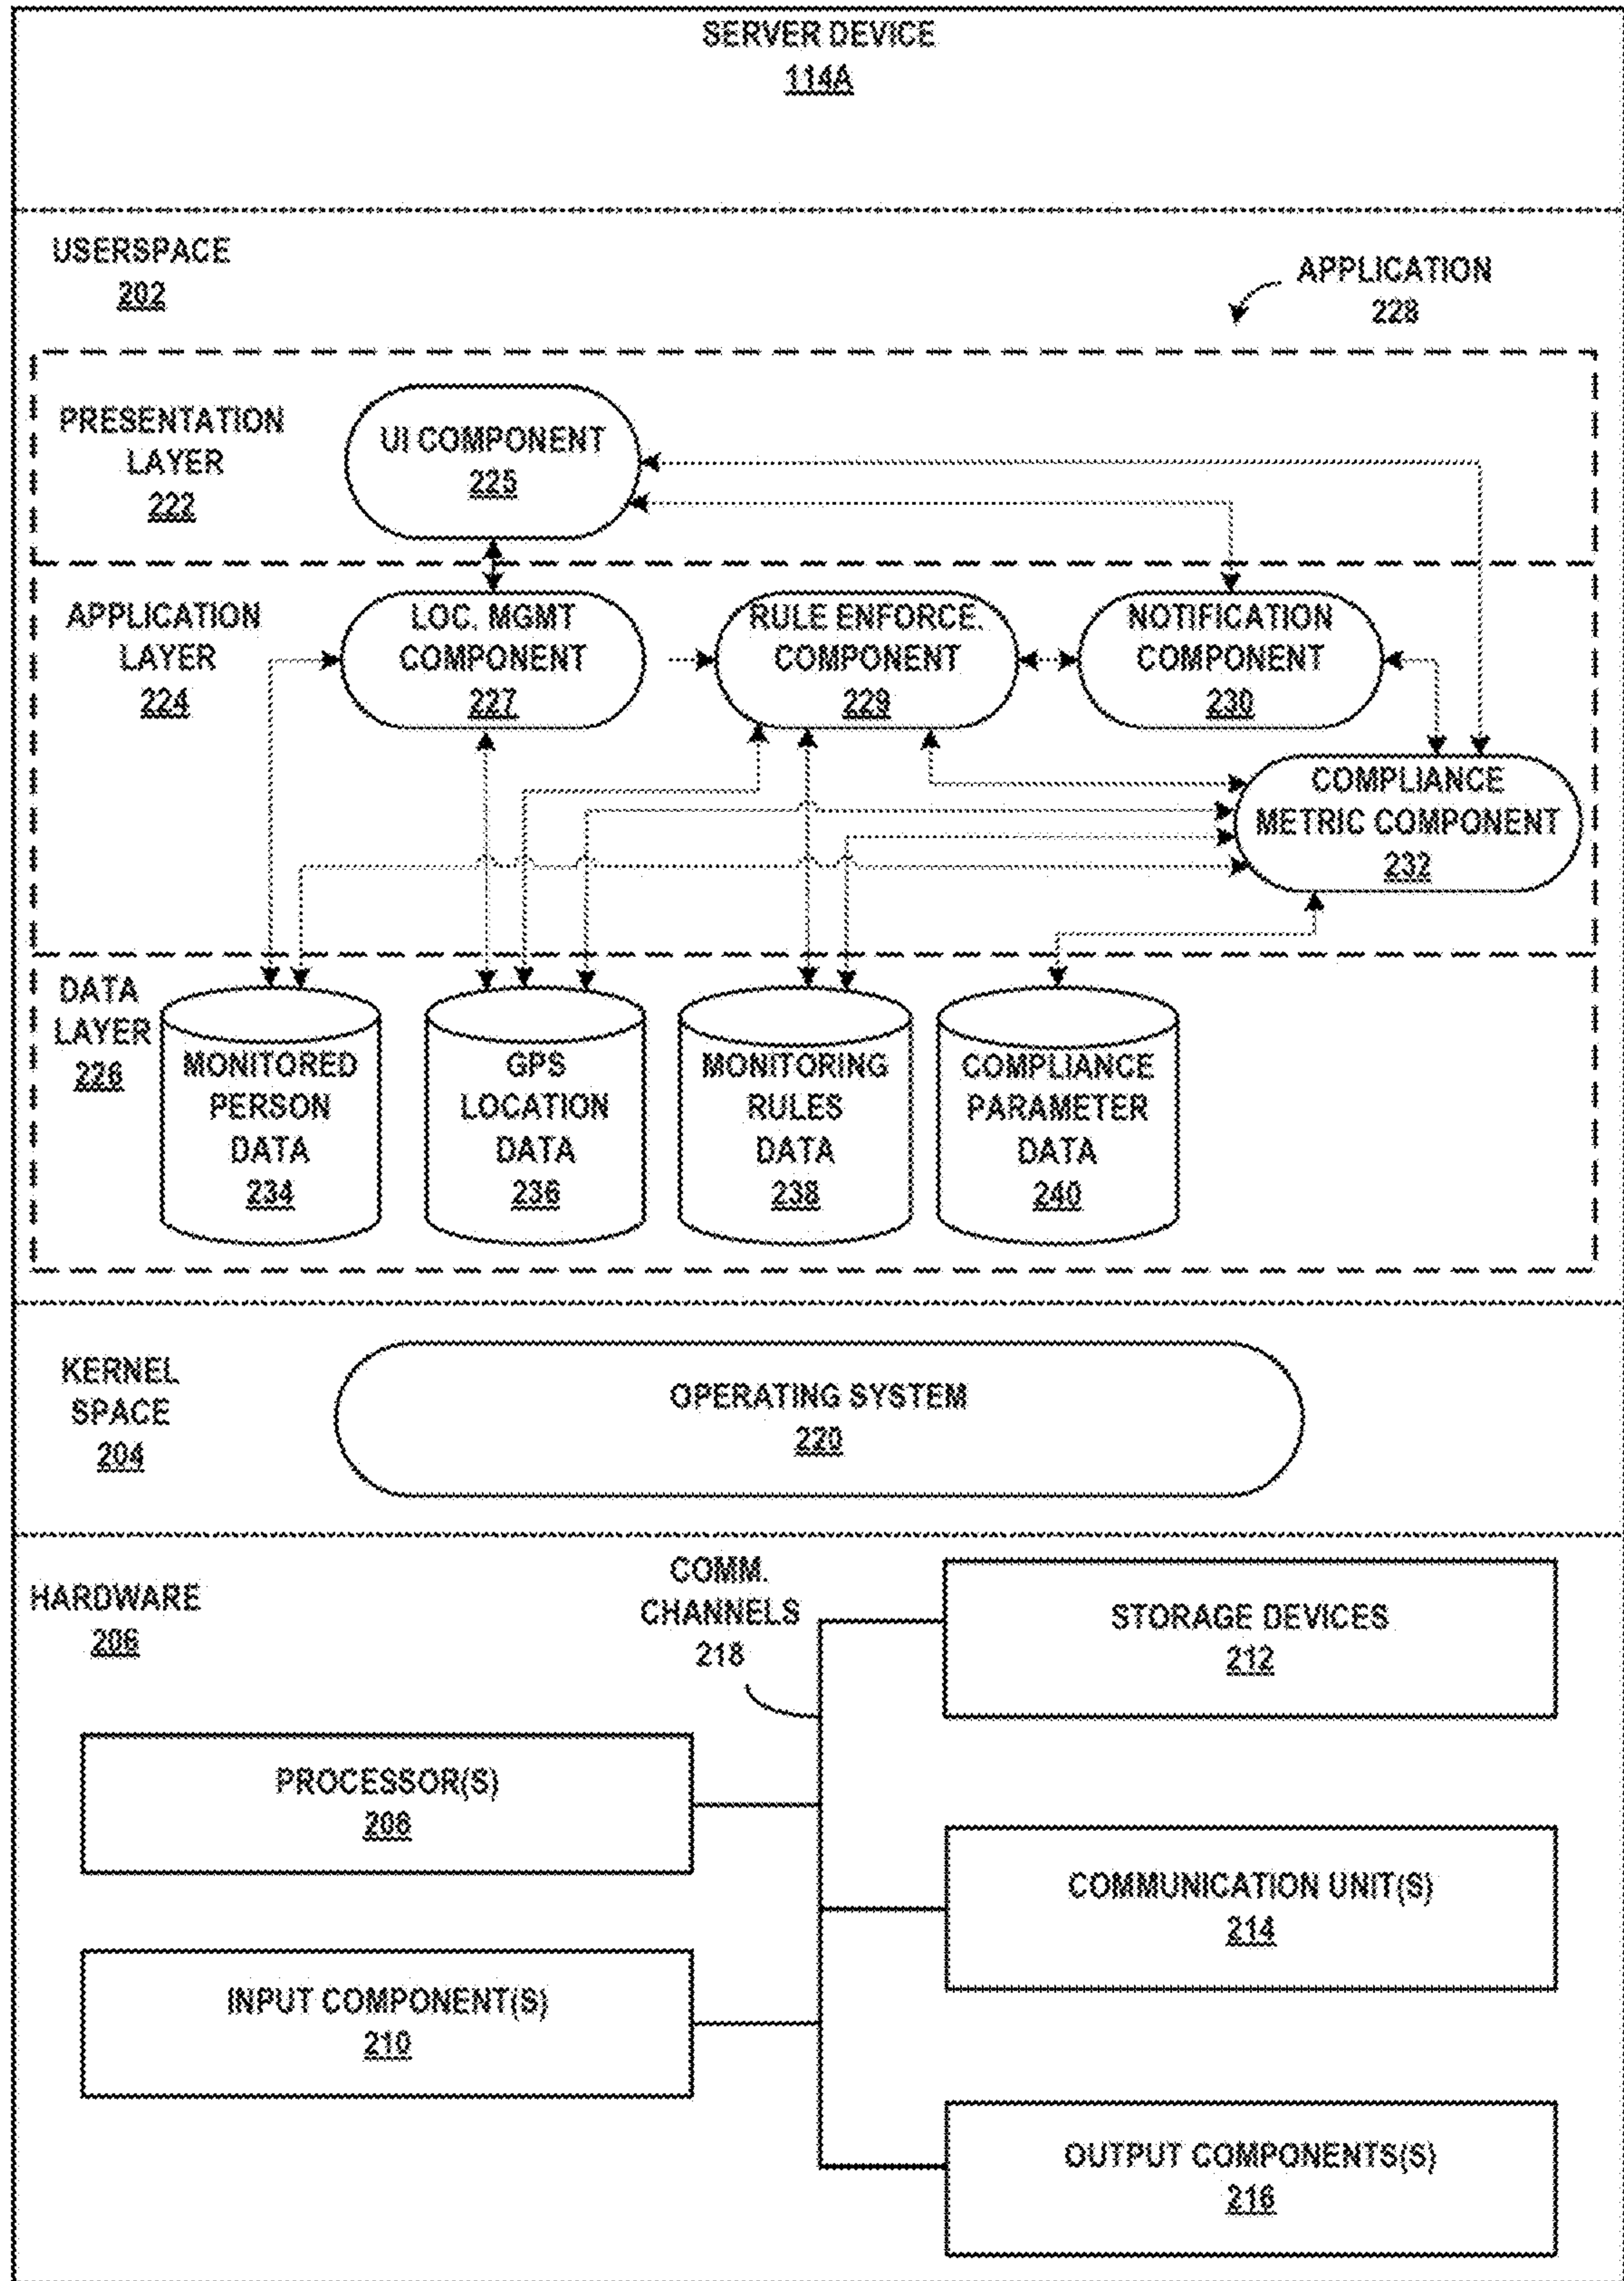 SERVER DEVICE
114A
USERSPACE
202
APPLICATION
228
PRESENTATION
LAYER
222
UI COMPONENT
225
APPLICATION
LAYER
224
LOC. MGMT
COMPONENT
227
RULE ENFORCE.
COMPONENT
229
NOTIFICATION
COMPONENT
230
COMPLIANCE
METRIC COMPONENT
232
DATA
LAYER
226
MONITORED
PERSON
DATA
234
GPS
LOCATION
DATA
236
MONITORING
RULES
DATA
238
COMPLIANCE
PARAMETER
DATA
240
KERNEL
SPACE
204
OPERATING SYSTEM
220
HARDWARE
206
COMM.
CHANNELS
218
STORAGE DEVICES
212
PROCESSOR(S)
208
COMMUNICATION UNIT(S)
214
INPUT COMPONENT(S)
210
OUTPUT COMPONENTS(S)
216